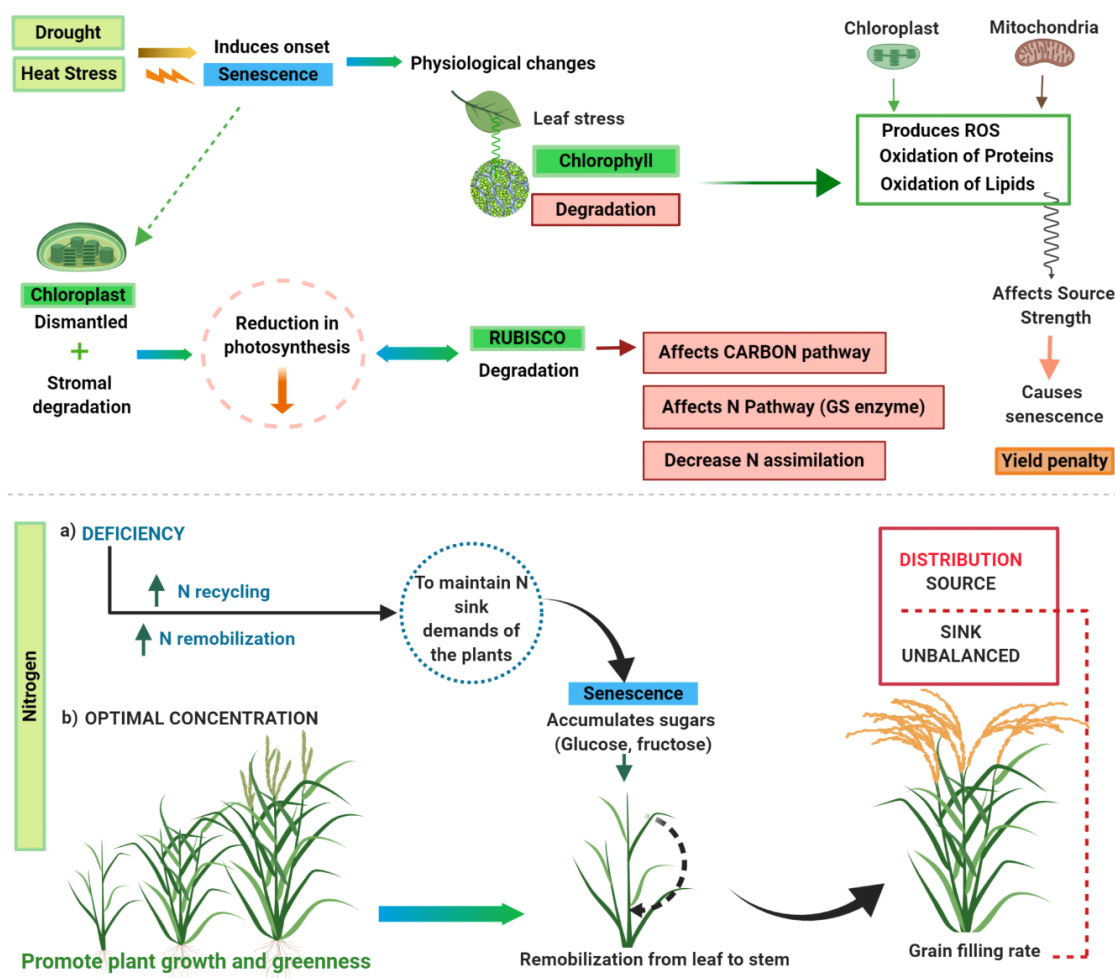 Drought
Heat Stress
Induces onset
Senescence
Physiological changes
Leaf stress
Chlorophyll
Degradation
Chloroplast
Mitochondria
Produces ROS
Oxidation of Proteins
Oxidation of Lipids
Affects Source
Strength
Causes
senescence
Yield penalty
Chloroplast
Dismantled
+
Stromal
degradation
Reduction in
photosynthesis
RUBISCO
Degradation
Affects CARBON pathway
Affects N Pathway (GS enzyme)
Decrease N assimilation
Nitrogen
a) DEFICIENCY
N recycling
N remobilization
To maintain N
sink
demands of
the plants
Senescence
Accumulates sugars
(Glucose, fructose)
b) OPTIMAL CONCENTRATION
Promote plant growth and greenness
Remobilization from leaf to stem
DISTRIBUTION
SOURCE
SINK
UNBALANCED
Grain filling rate